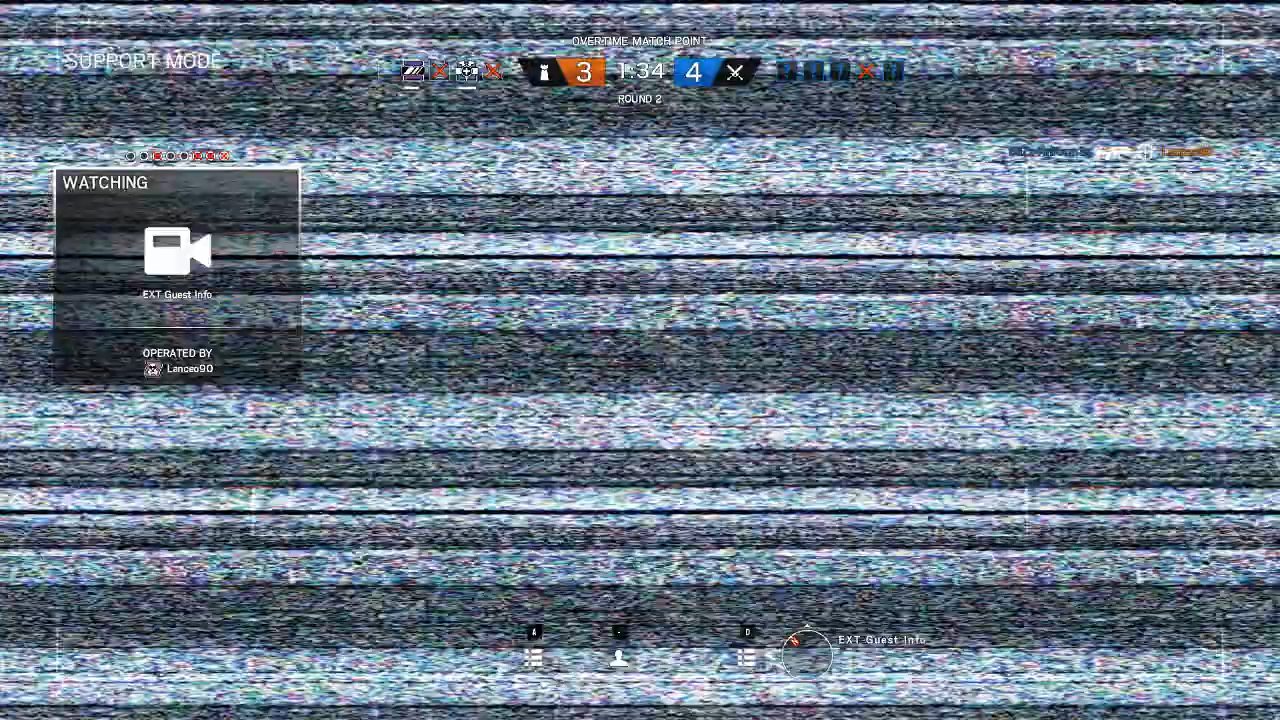 OVERTIME MATCH POINT
SUPPORT MODE
3 1:34 4
ROUND 2
WATCHING
EXT Guest Info
OPERATED BY
Lanceo90
A - D
EXT Guest Info